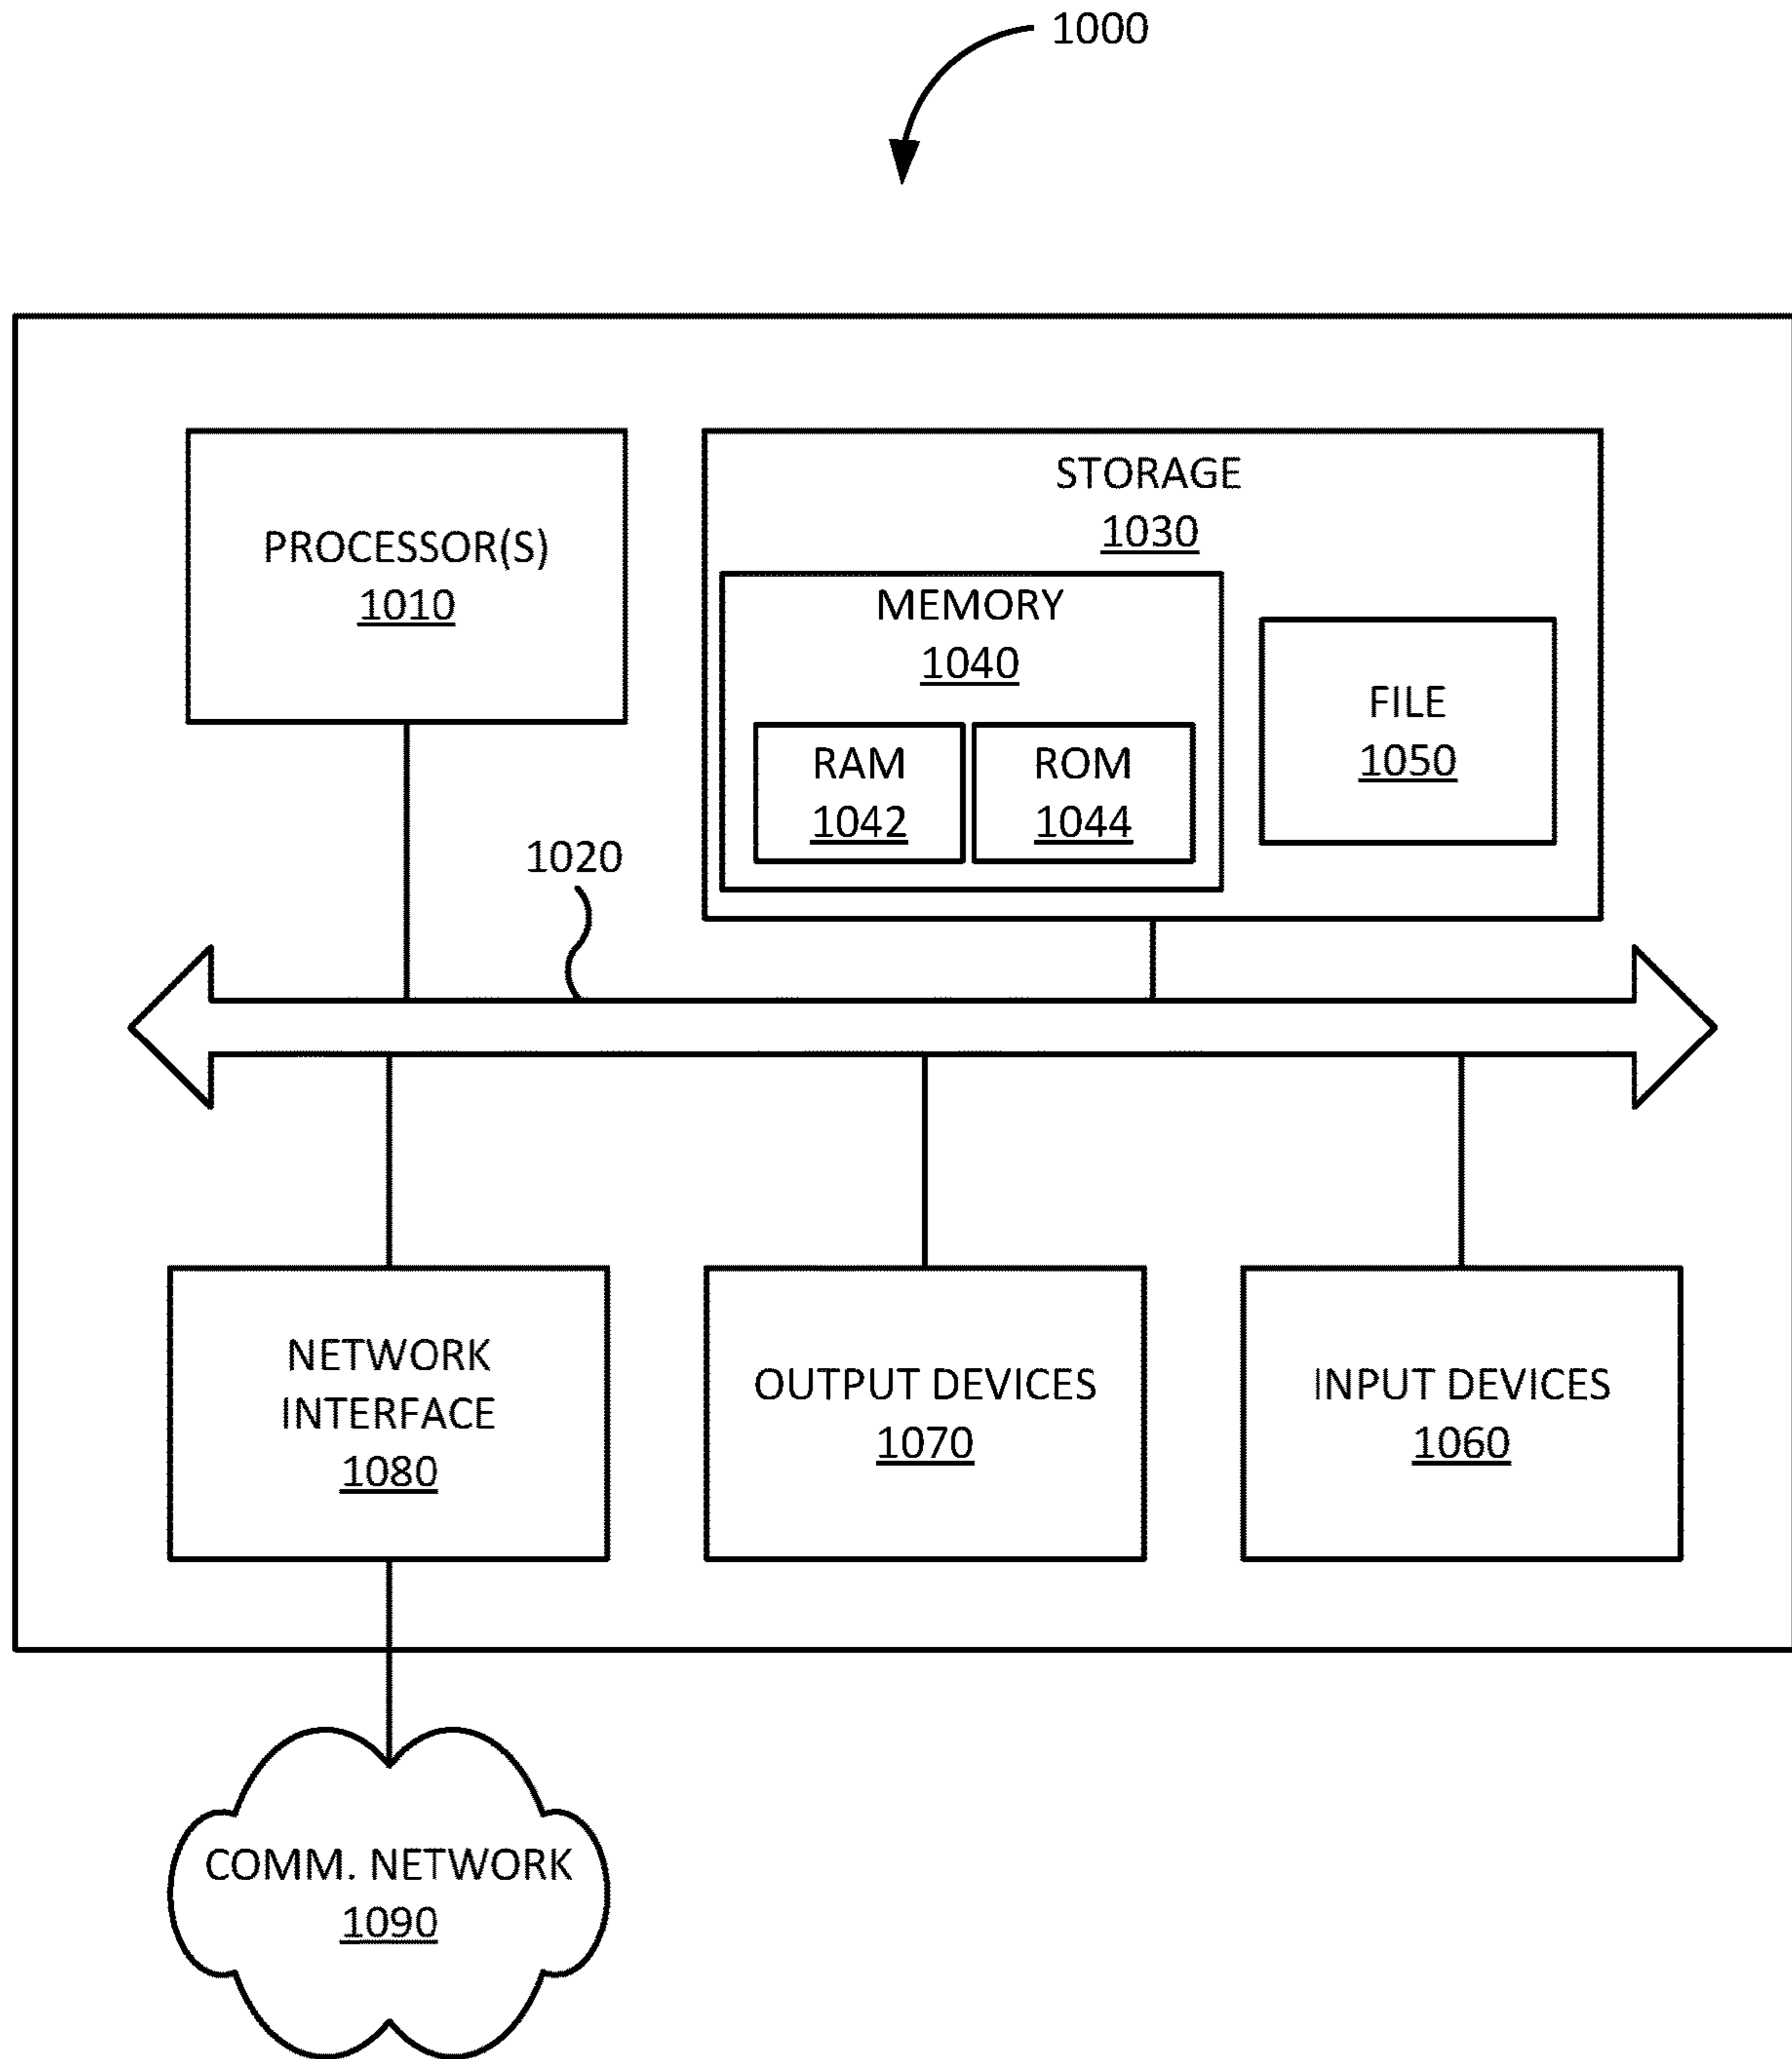 1000
PROCESSOR(S)
1010
STORAGE
1030
MEMORY
1040
RAM
1042
ROM
1044
FILE
1050
1020
NETWORK
INTERFACE
1080
OUTPUT DEVICES
1070
INPUT DEVICES
1060
COMM. NETWORK
1090